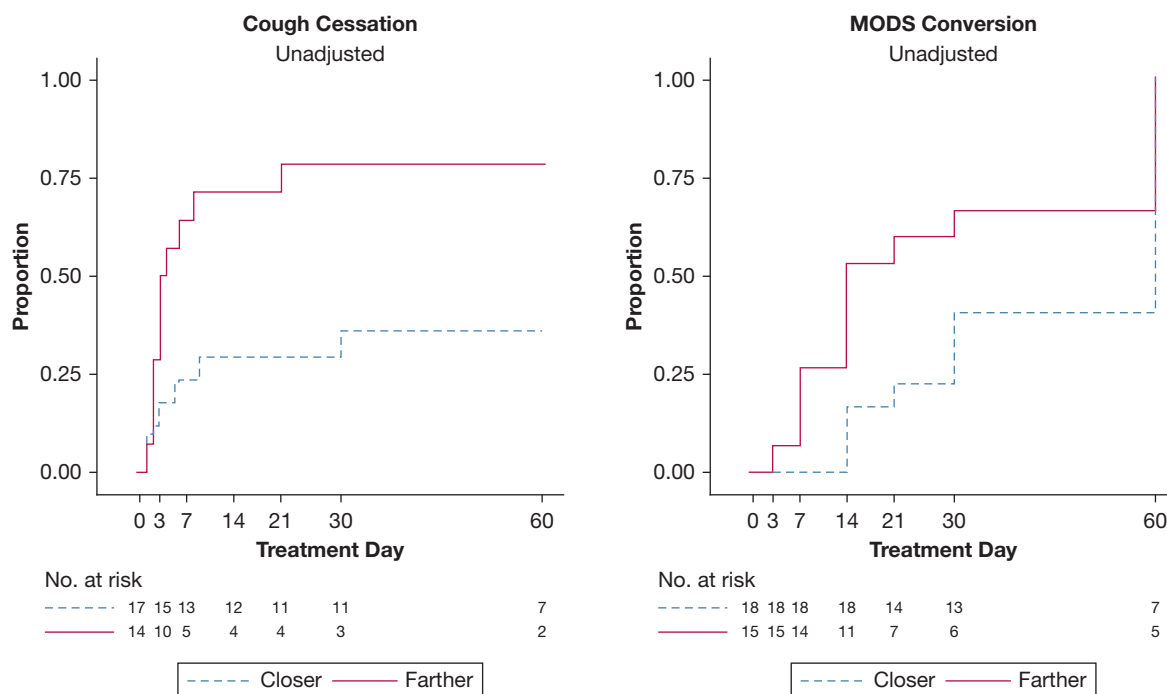 Cough Cessation
Unadjusted
1.00
0.75
0.50
0.25
0.00
Proportion
0 3 7 14 21 30 60
Treatment Day
No. at risk
17 15 13 12 11 11 7
14 10 5 4 4 3 2
Closer Farther
MODS Conversion
Unadjusted
1.00
0.75
0.50
0.25
0.00
Proportion
0 3 7 14 21 30 60
Treatment Day
No. at risk
18 18 18 18 14 13 7
15 15 14 11 7 6 5
Closer Farther